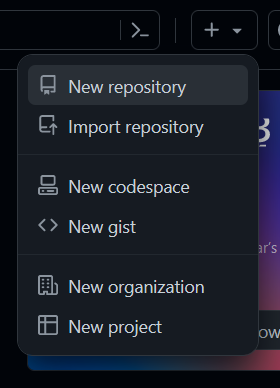 New repository
Import repository
New codespace
New gist
New organization
New project